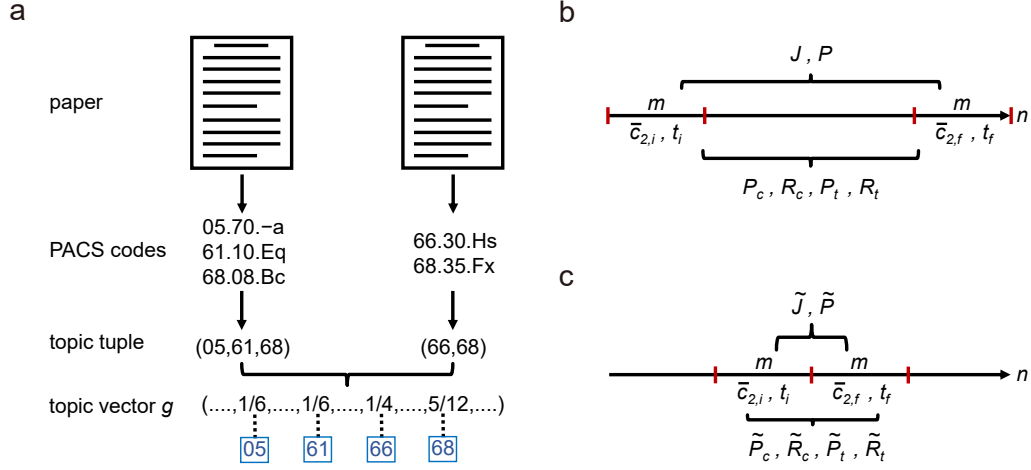 a
paper
PACS codes
05.70.−a
61.10.Eq
68.08.Bc
66.30.Hs
68.35.Fx
topic tuple
(05,61,68)
(66,68)
topic vector g
(....,1/6,....,1/6,....,1/4,....,5/12,....)
05
61
66
68
b
J , P
m
m
n
c̄2,i , ti
c̄2,f , tf
Pc , Rc , Pt , Rt
c
J̃ , P̃
m
m
n
c̄2,i , ti
c̄2,f , tf
P̃c , R̃c , P̃t , R̃t